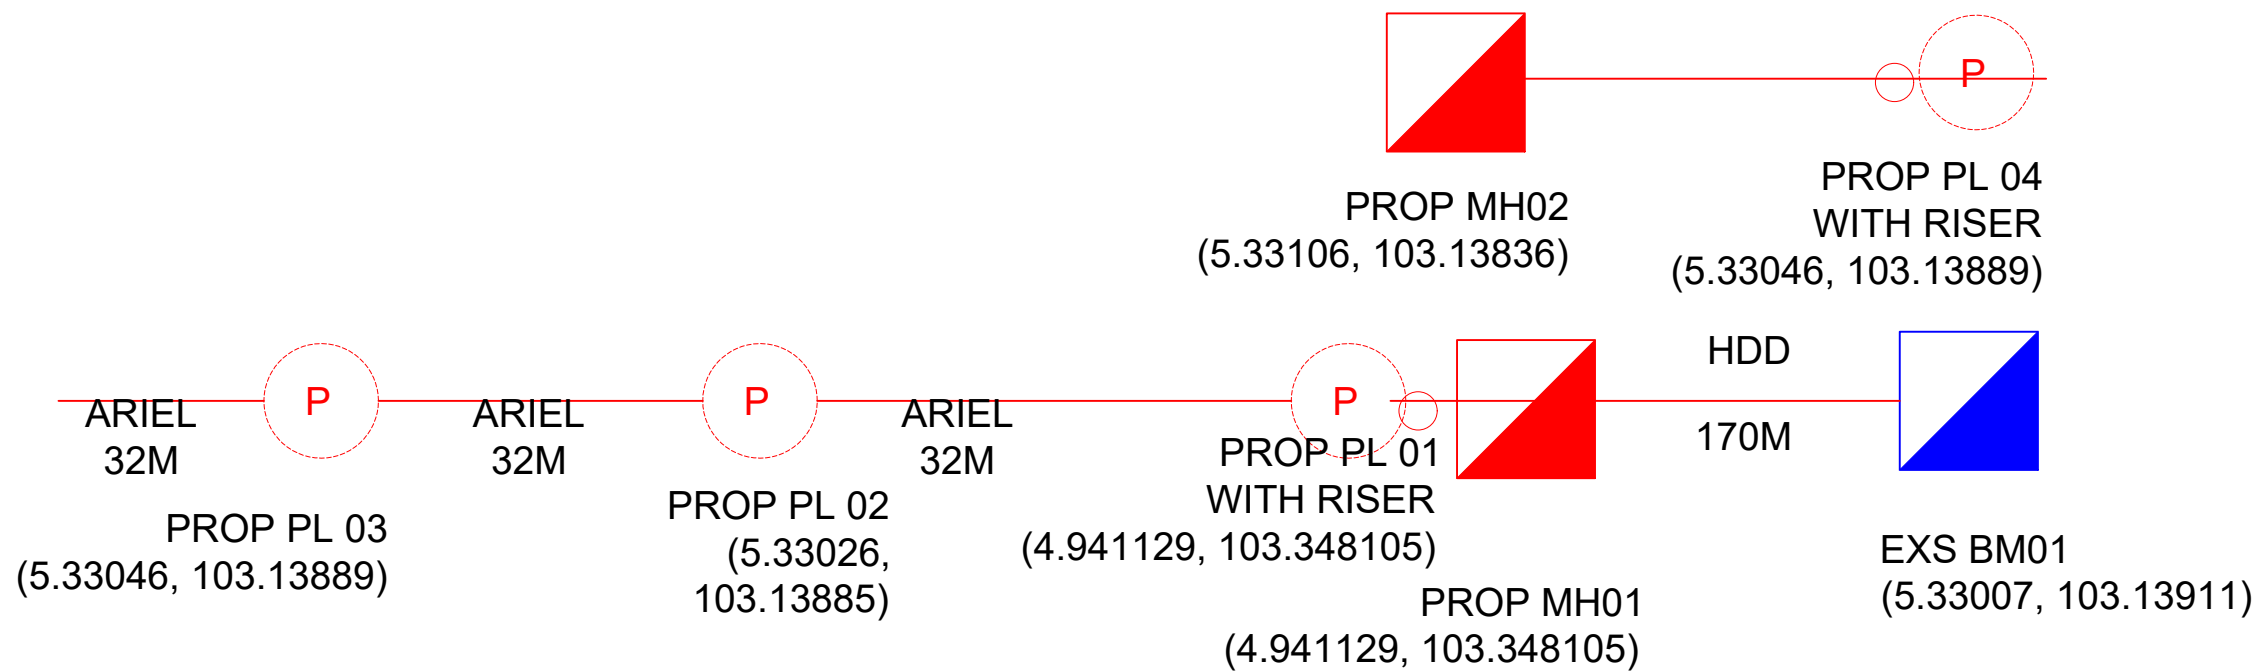 P
PROP MH02
(5.33106, 103.13836)
PROP PL 04
WITH RISER
(5.33046, 103.13889)
ARIEL
32M
P
ARIEL
32M
P
ARIEL
32M
P
HDD
170M
PROP PL 03
(5.33046, 103.13889)
PROP PL 02
(5.33026,
103.13885)
PROP PL 01
WITH RISER
(4.941129, 103.348105)
PROP MH01
(4.941129, 103.348105)
EXS BM01
(5.33007, 103.13911)